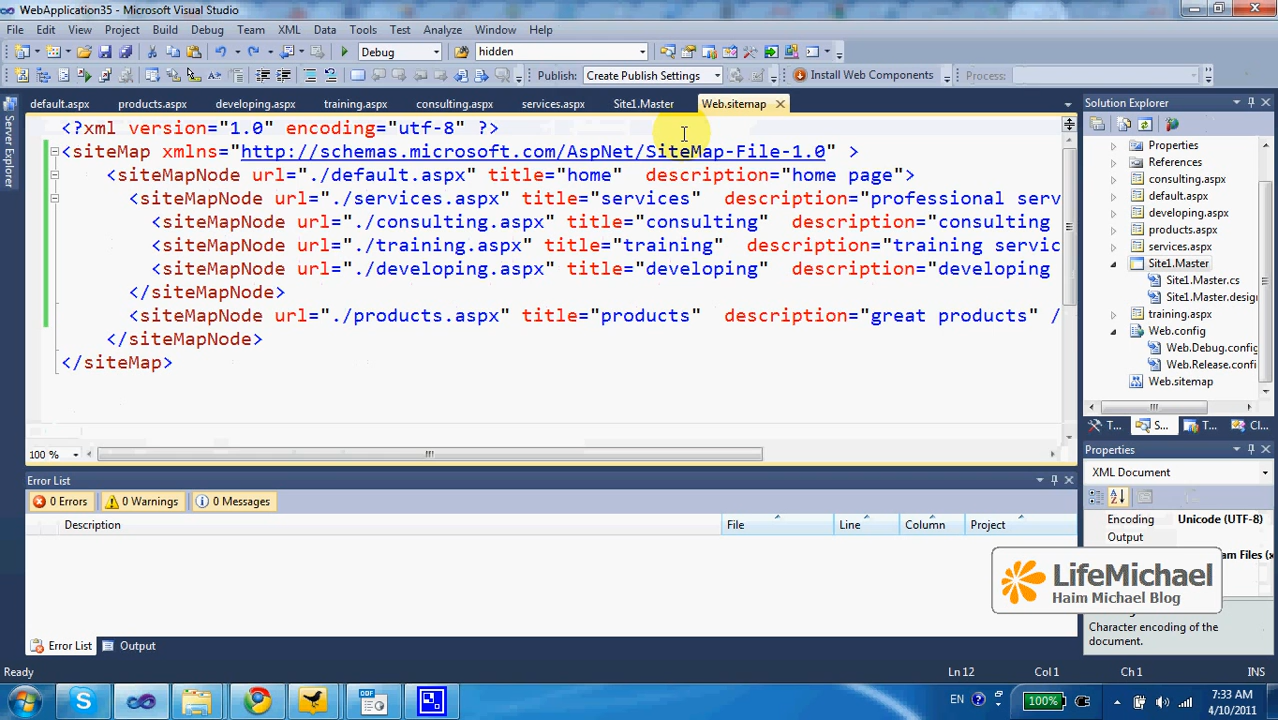 WebApplication35 - Microsoft Visual Studio
File Edit View Project Build Debug Team XML Data Tools Test Analyze Window Help
Debug hidden
Publish: Create Publish Settings Install Web Components Process:
default.aspx products.aspx developing.aspx training.aspx consulting.aspx services.aspx Site1.Master Web.sitemap
Server Explorer
<?xml version="1.0" encoding="utf-8" ?>
<siteMap xmlns="http://schemas.microsoft.com/AspNet/SiteMap-File-1.0" >
<siteMapNode url="./default.aspx" title="home" description="home page">
<siteMapNode url="./services.aspx" title="services" description="professional serv
<siteMapNode url="./consulting.aspx" title="consulting" description="consulting
<siteMapNode url="./training.aspx" title="training" description="training servic
<siteMapNode url="./developing.aspx" title="developing" description="developing
</siteMapNode>
<siteMapNode url="./products.aspx" title="products" description="great products" /
</siteMapNode>
</siteMap>
100 %
Solution Explorer
Properties
References
consulting.aspx
default.aspx
developing.aspx
products.aspx
services.aspx
Site1.Master
Site1.Master.cs
Site1.Master.design
training.aspx
Web.config
Web.Debug.config
Web.Release.confi
Web.sitemap
T... S... T... Cl...
Properties
XML Document
Encoding Unicode (UTF-8)
Output
am Files (x
Character encoding of the
document.
LifeMichael
Haim Michael Blog
Error List
0 Errors 0 Warnings 0 Messages
Description File Line Column Project
Error List Output
Ready Ln 12 Col 1 Ch 1 INS
EN 100% 7:33 AM
4/10/2011